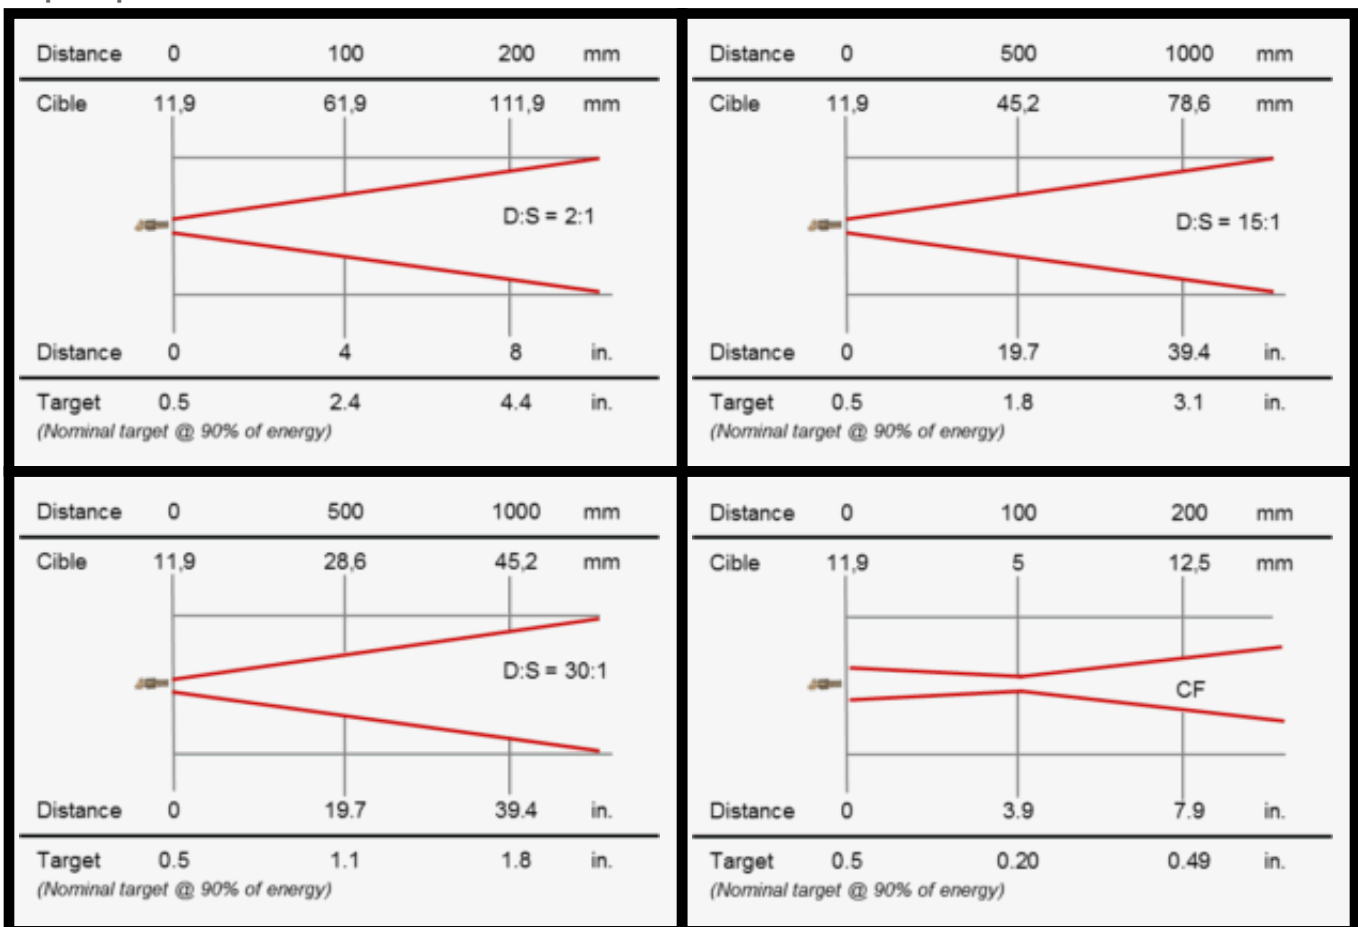 Distance 0 100 200 mm
Cible 11,9 61,9 111,9 mm
D:S = 2:1
Distance 0 4 8 in.
Target 0.5 2.4 4.4 in.
(Nominal target @ 90% of energy)
Distance 0 500 1000 mm
Cible 11,9 45,2 78,6 mm
D:S = 15:1
Distance 0 19.7 39.4 in.
Target 0.5 1.8 3.1 in.
(Nominal target @ 90% of energy)
Distance 0 500 1000 mm
Cible 11,9 28,6 45,2 mm
D:S = 30:1
Distance 0 19.7 39.4 in.
Target 0.5 1.1 1.8 in.
(Nominal target @ 90% of energy)
Distance 0 100 200 mm
Cible 11,9 5 12,5 mm
CF
Distance 0 3.9 7.9 in.
Target 0.5 0.20 0.49 in.
(Nominal target @ 90% of energy)